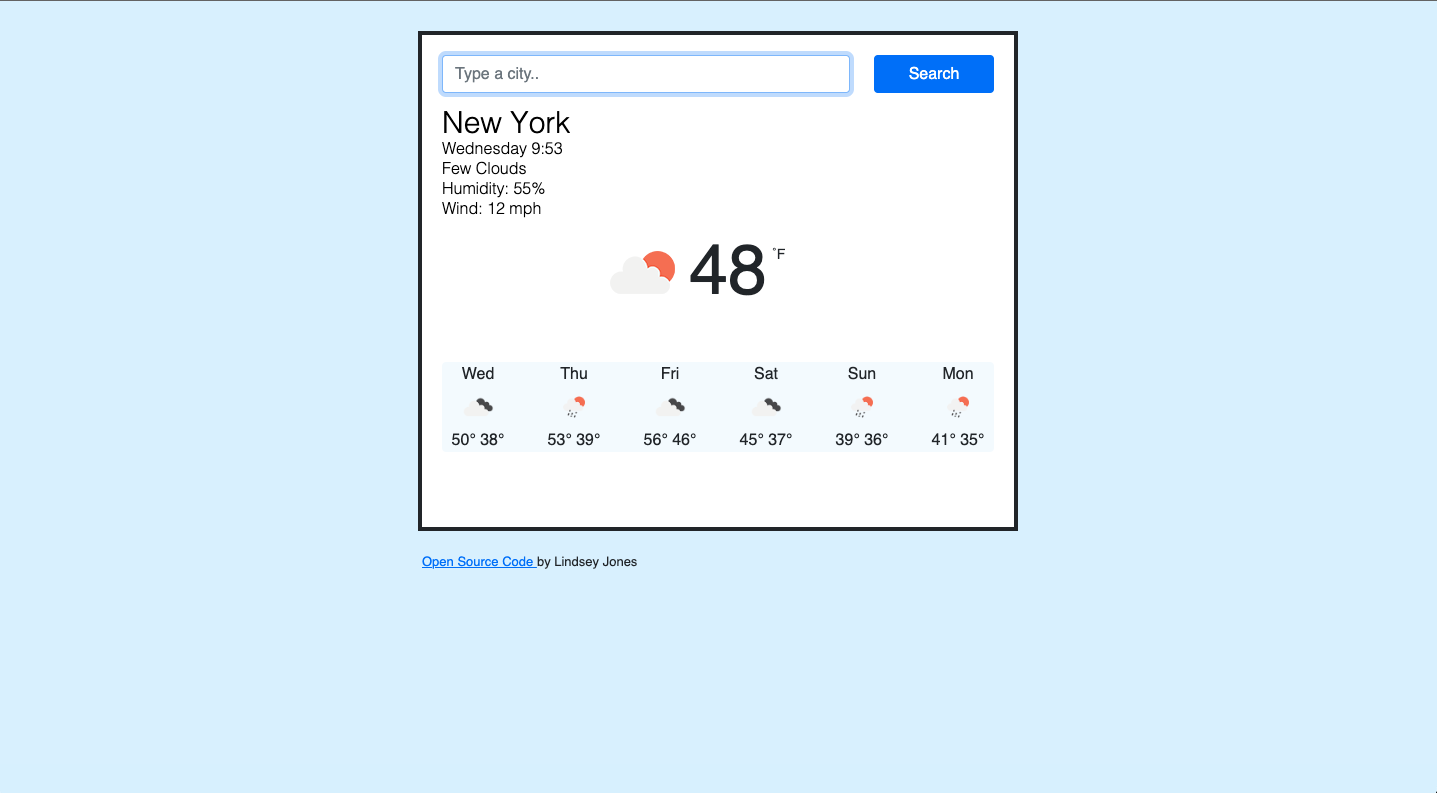 Type a city..
Search
New York
Wednesday 9:53
Few Clouds
Humidity: 55%
Wind: 12 mph
48 °F
Wed Thu Fri Sat Sun Mon
50° 38° 53° 39° 56° 46° 45° 37° 39° 36° 41° 35°
Open Source Code by Lindsey Jones